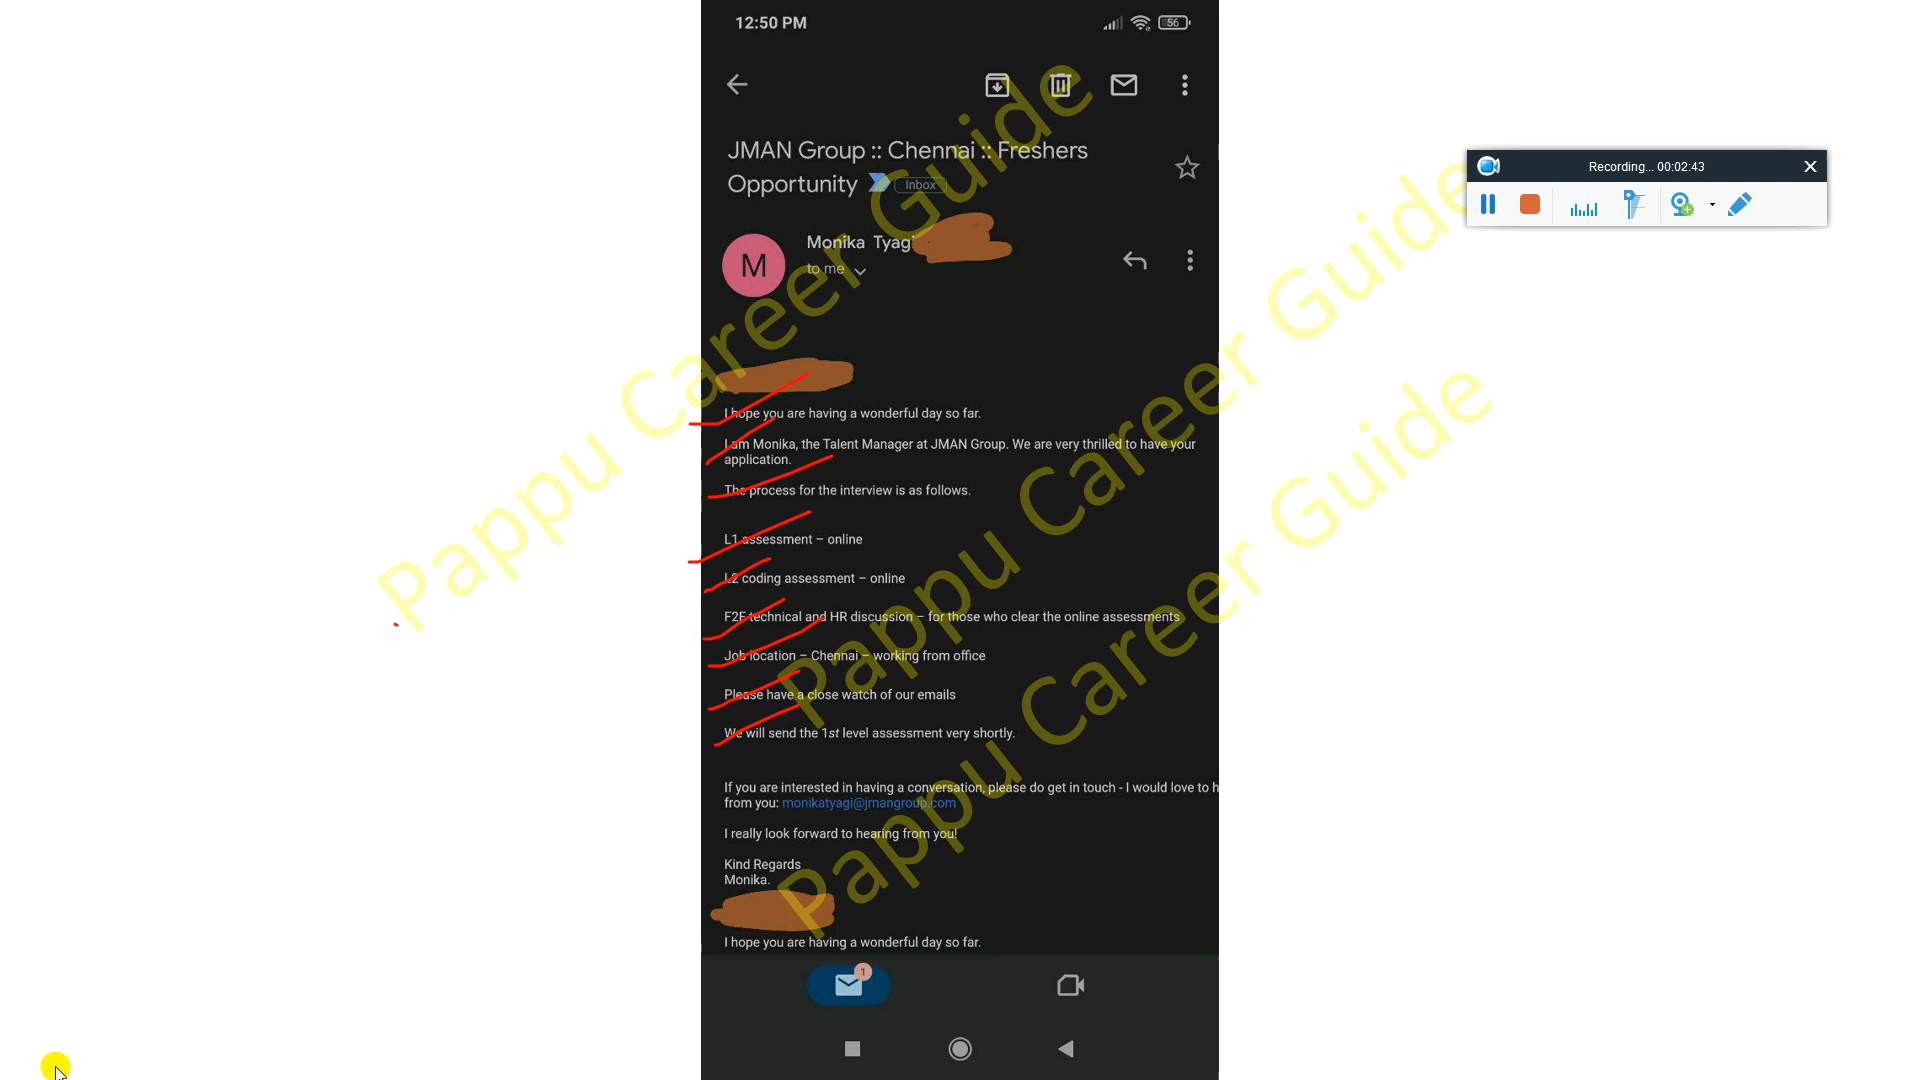 12:50 PM
56
JMAN Group :: Chennai :: Freshers
Opportunity
Inbox
Monika Tyagi
M
to me
I hope you are having a wonderful day so far.
I am Monika, the Talent Manager at JMAN Group. We are very thrilled to have your
application.
The process for the interview is as follows.
L1 assessment – online
L2 coding assessment – online
F2F technical and HR discussion – for those who clear the online assessments
Job location – Chennai – working from office
Please have a close watch of our emails
We will send the 1st level assessment very shortly.
If you are interested in having a conversation, please do get in touch - I would love to h
from you: monikatyagi@jmangroup.com
I really look forward to hearing from you!
Kind Regards
Monika.
I hope you are having a wonderful day so far.
1
Recording... 00:02:43
Pappu Career Guide
Pappu Career Guide
Pappu Career Guide